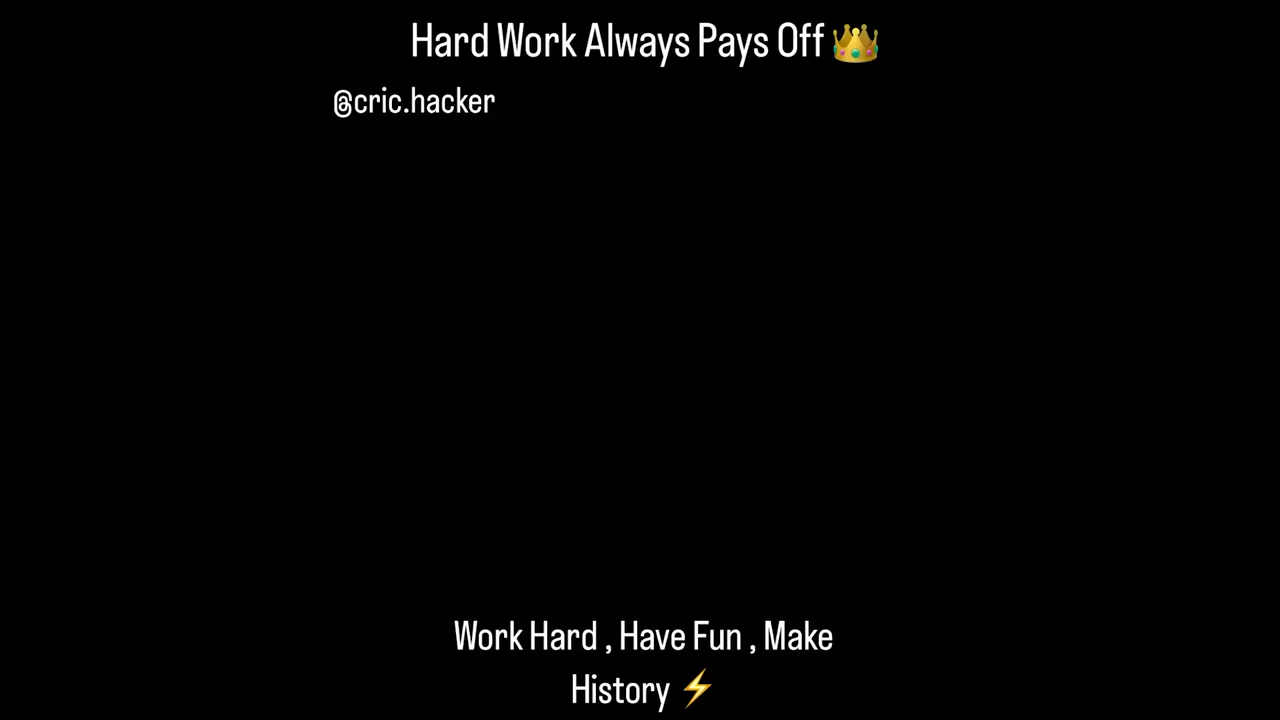 Hard Work Always Pays Off 👑
@cric.hacker
Work Hard , Have Fun , Make
History ⚡